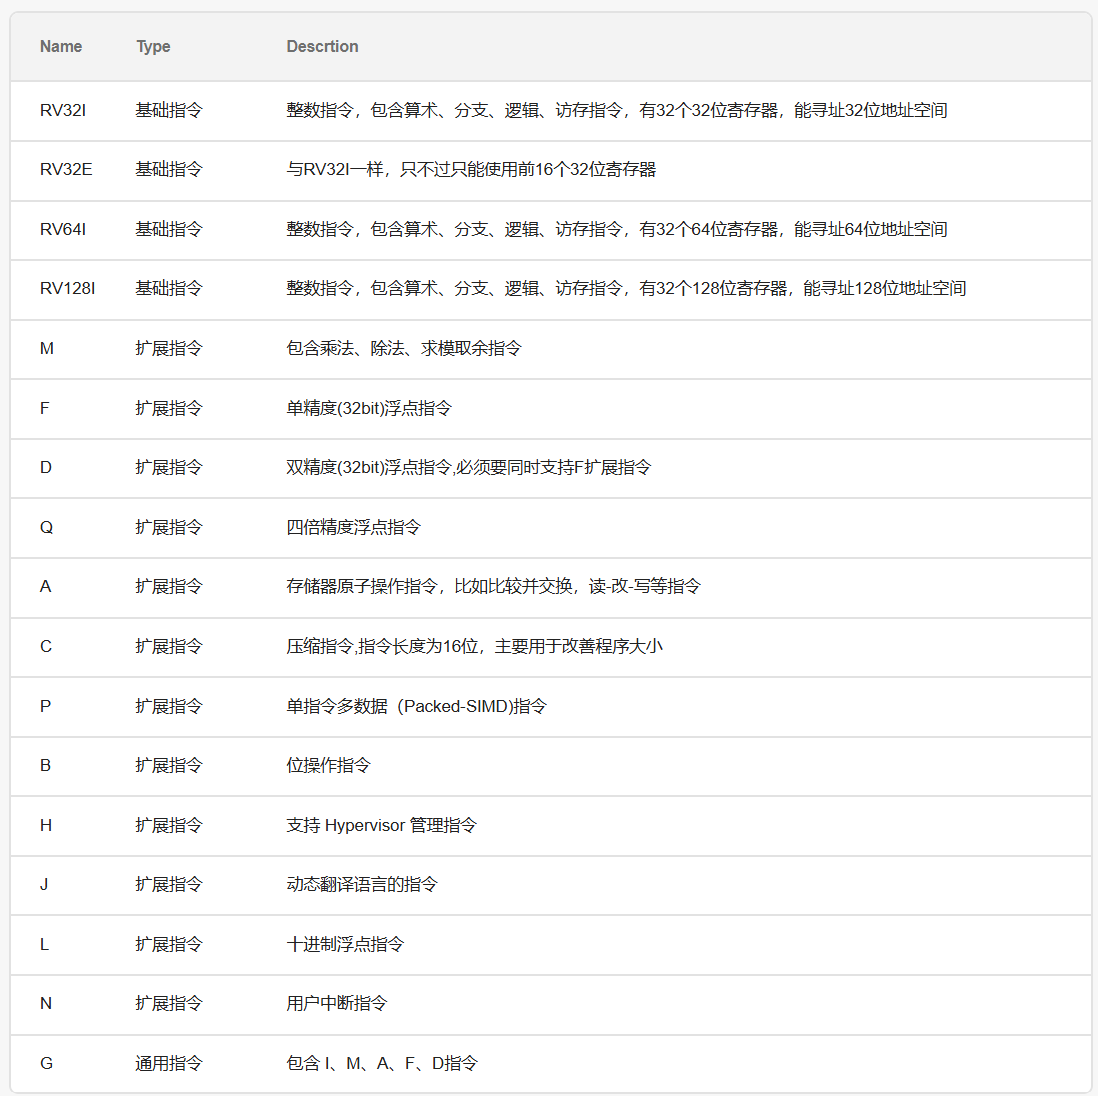 Name Type Descrtion
RV32I 基础指令 整数指令，包含算术、分支、逻辑、访存指令，有32个32位寄存器，能寻址32位地址空间
RV32E 基础指令 与RV32I一样，只不过只能使用前16个32位寄存器
RV64I 基础指令 整数指令，包含算术、分支、逻辑、访存指令，有32个64位寄存器，能寻址64位地址空间
RV128I 基础指令 整数指令，包含算术、分支、逻辑、访存指令，有32个128位寄存器，能寻址128位地址空间
M 扩展指令 包含乘法、除法、求模取余指令
F 扩展指令 单精度(32bit)浮点指令
D 扩展指令 双精度(32bit)浮点指令,必须要同时支持F扩展指令
Q 扩展指令 四倍精度浮点指令
A 扩展指令 存储器原子操作指令，比如比较并交换，读-改-写等指令
C 扩展指令 压缩指令,指令长度为16位，主要用于改善程序大小
P 扩展指令 单指令多数据（Packed-SIMD)指令
B 扩展指令 位操作指令
H 扩展指令 支持 Hypervisor 管理指令
J 扩展指令 动态翻译语言的指令
L 扩展指令 十进制浮点指令
N 扩展指令 用户中断指令
G 通用指令 包含 I、M、A、F、D指令